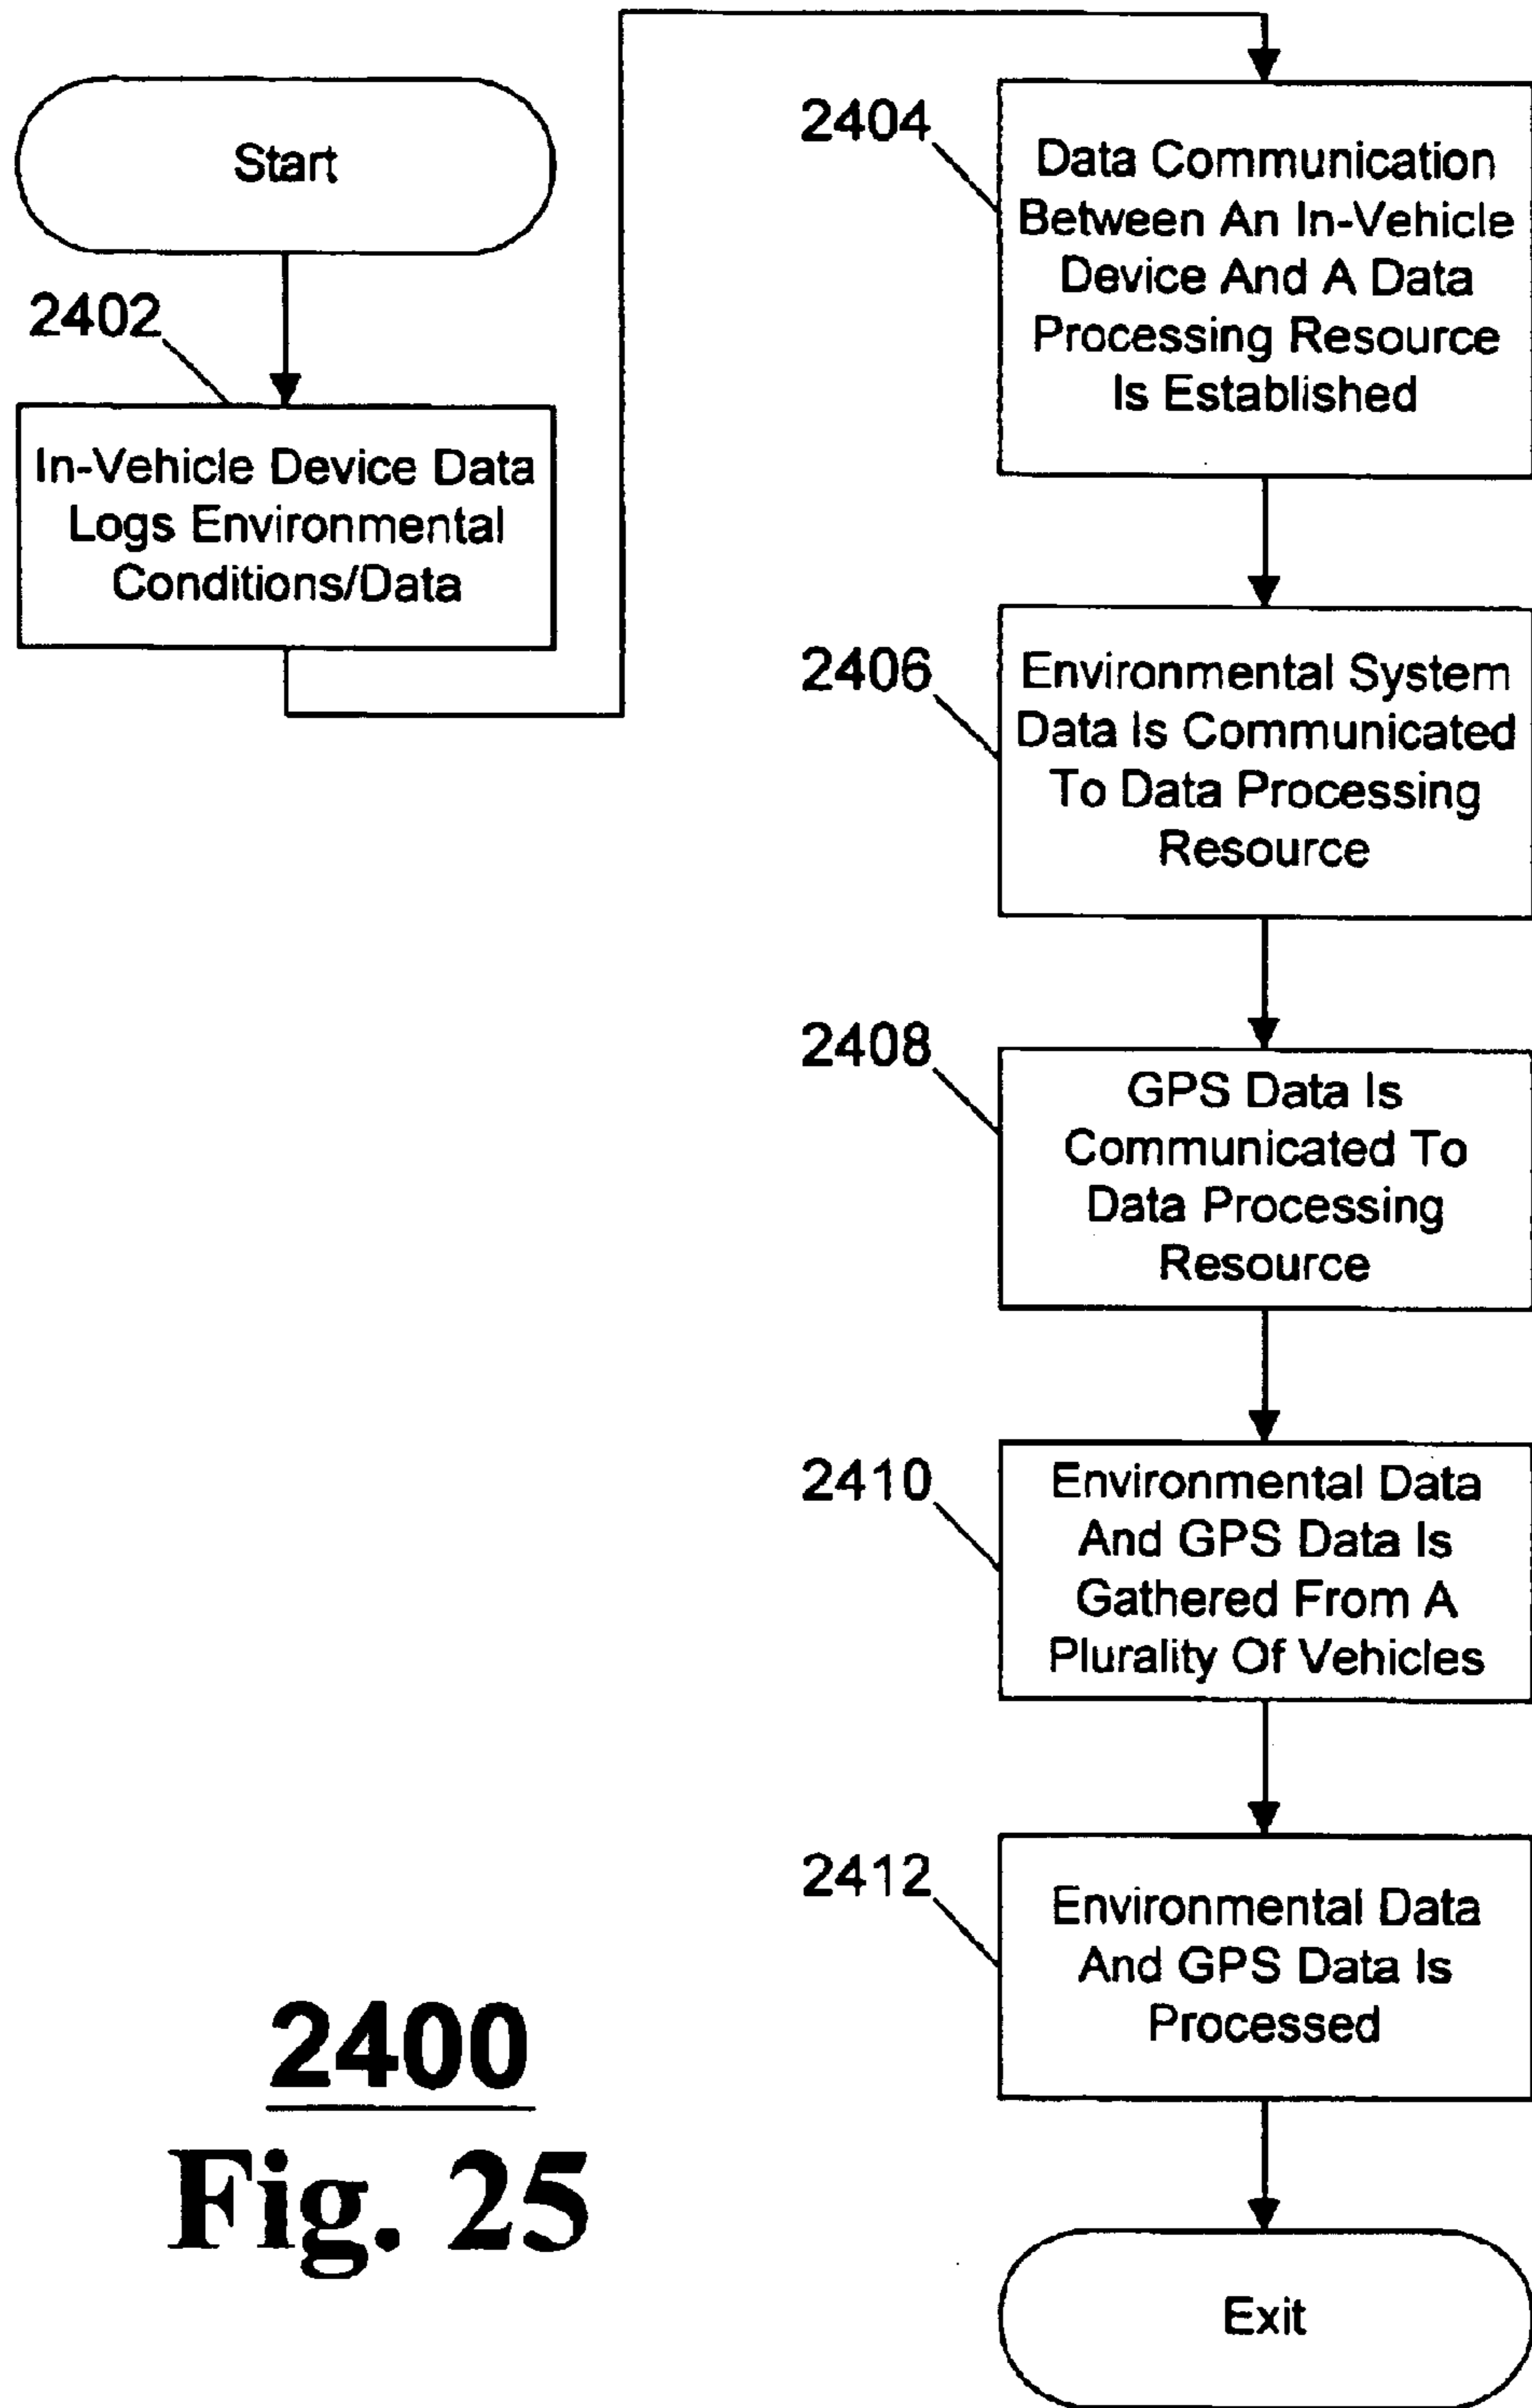 Start
2402
In-Vehicle Device Data
Logs Environmental
Conditions/Data
2404
Data Communication
Between An In-Vehicle
Device And A Data
Processing Resource
Is Established
2406
Environmental System
Data Is Communicated
To Data Processing
Resource
2408
GPS Data Is
Communicated To
Data Processing
Resource
2410
Environmental Data
And GPS Data Is
Gathered From A
Plurality Of Vehicles
2412
Environmental Data
And GPS Data Is
Processed
Exit
2400
Fig. 25